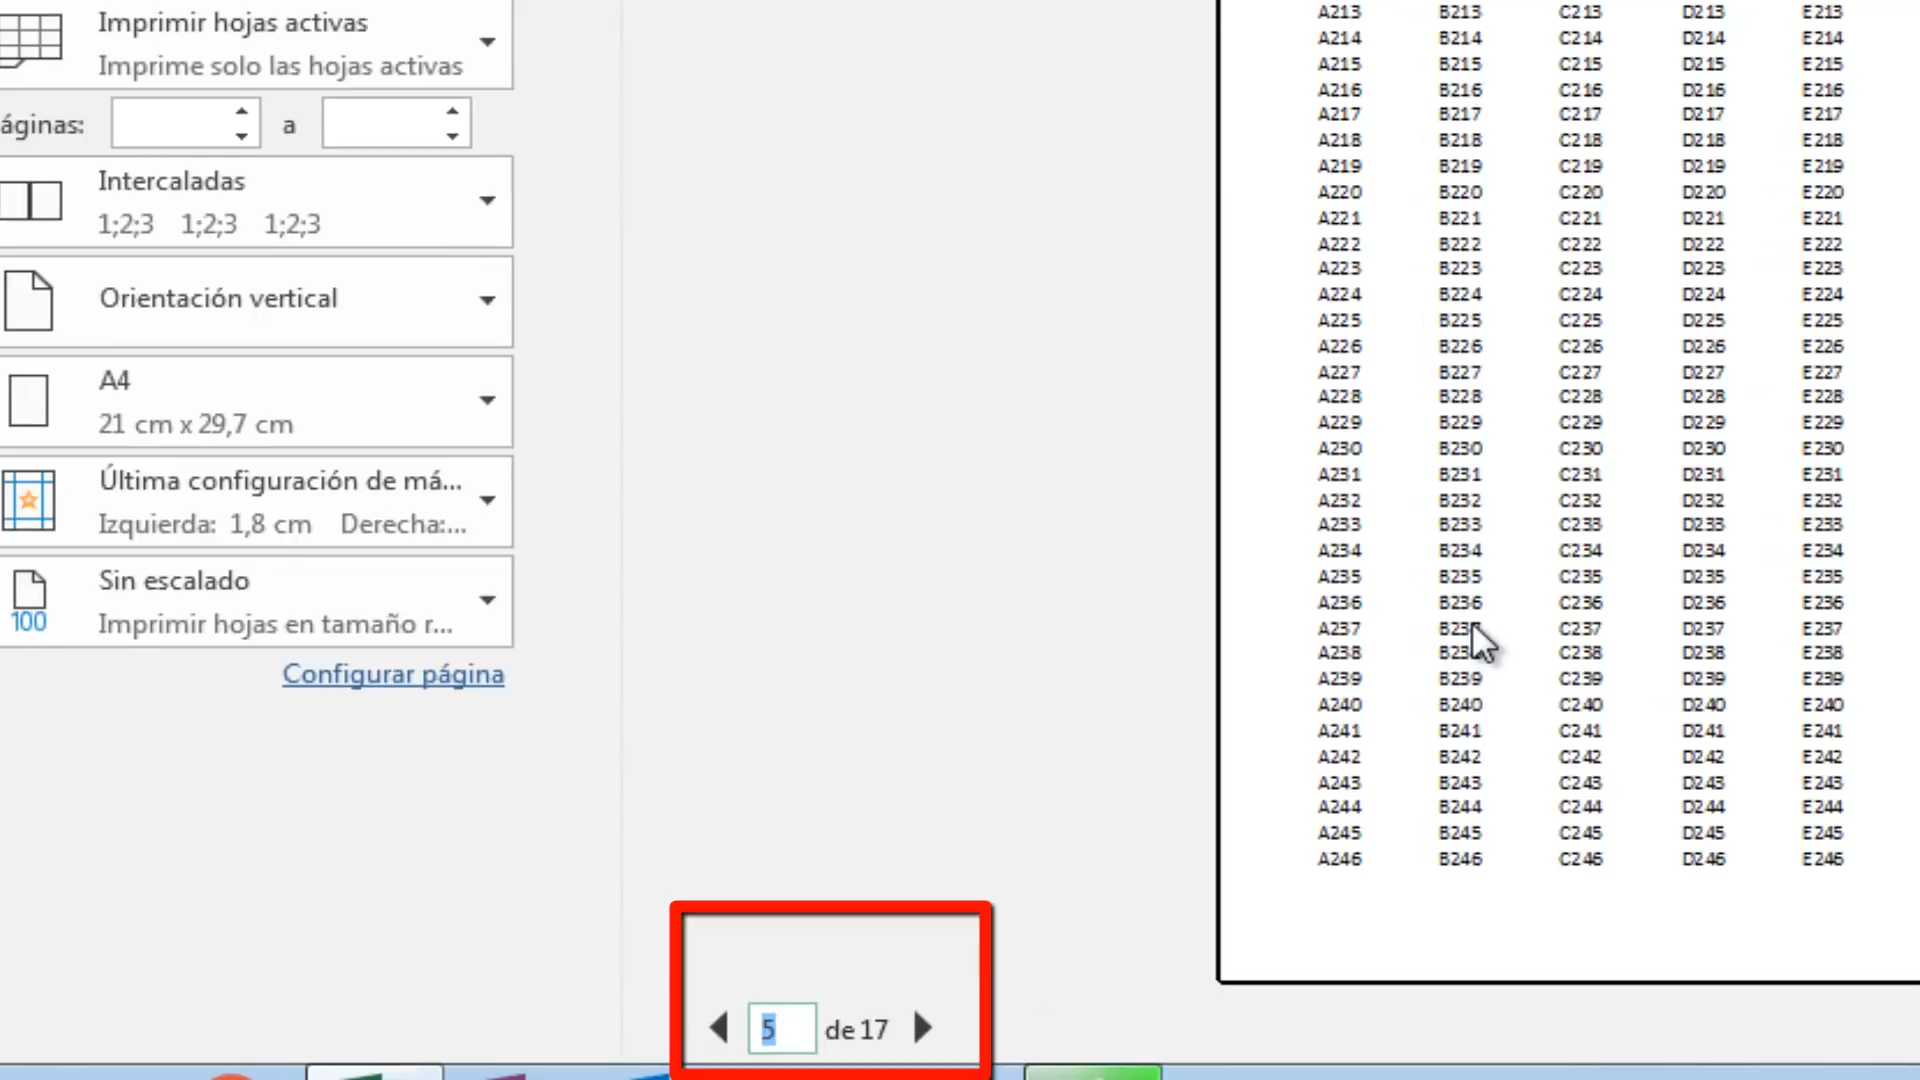 Imprimir hojas activas
Imprime solo las hojas activas
áginas: a
Intercaladas
1;2;3 1;2;3 1;2;3
Orientación vertical
A4
21 cm x 29,7 cm
Última configuración de má...
Izquierda: 1,8 cm Derecha:...
Sin escalado
100
Imprimir hojas en tamaño r...
Configurar página
A213 B213 C213 D213 E213
A214 B214 C214 D214 E214
A215 B215 C215 D215 E215
A216 B216 C216 D216 E216
A217 B217 C217 D217 E217
A218 B218 C218 D218 E218
A219 B219 C219 D219 E219
A220 B220 C220 D220 E220
A221 B221 C221 D221 E221
A222 B222 C222 D222 E222
A223 B223 C223 D223 E223
A224 B224 C224 D224 E224
A225 B225 C225 D225 E225
A226 B226 C226 D226 E226
A227 B227 C227 D227 E227
A228 B228 C228 D228 E228
A229 B229 C229 D229 E229
A230 B230 C230 D230 E230
A231 B231 C231 D231 E231
A232 B232 C232 D232 E232
A233 B233 C233 D233 E233
A234 B234 C234 D234 E234
A235 B235 C235 D235 E235
A236 B236 C236 D236 E236
A237 B237 C237 D237 E237
A238 B238 C238 D238 E238
A239 B239 C239 D239 E239
A240 B240 C240 D240 E240
A241 B241 C241 D241 E241
A242 B242 C242 D242 E242
A243 B243 C243 D243 E243
A244 B244 C244 D244 E244
A245 B245 C245 D245 E245
A246 B246 C246 D246 E246
5 de 17